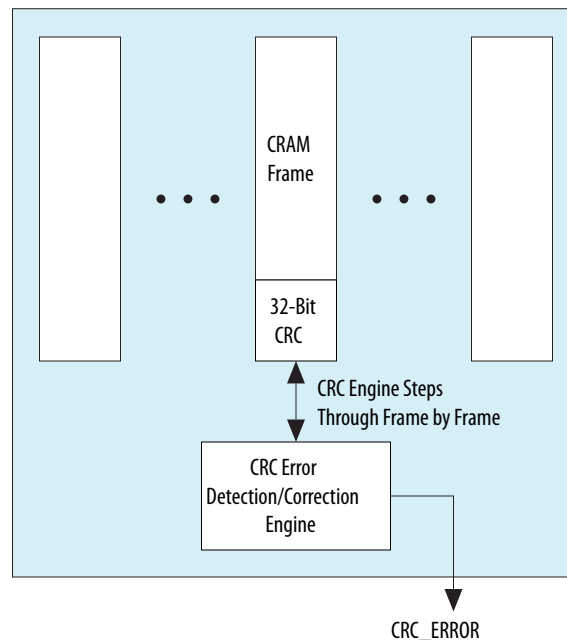 CRAM
Frame
32-Bit
CRC
CRC Engine Steps
Through Frame by Frame
CRC Error
Detection/Correction
Engine
CRC_ERROR